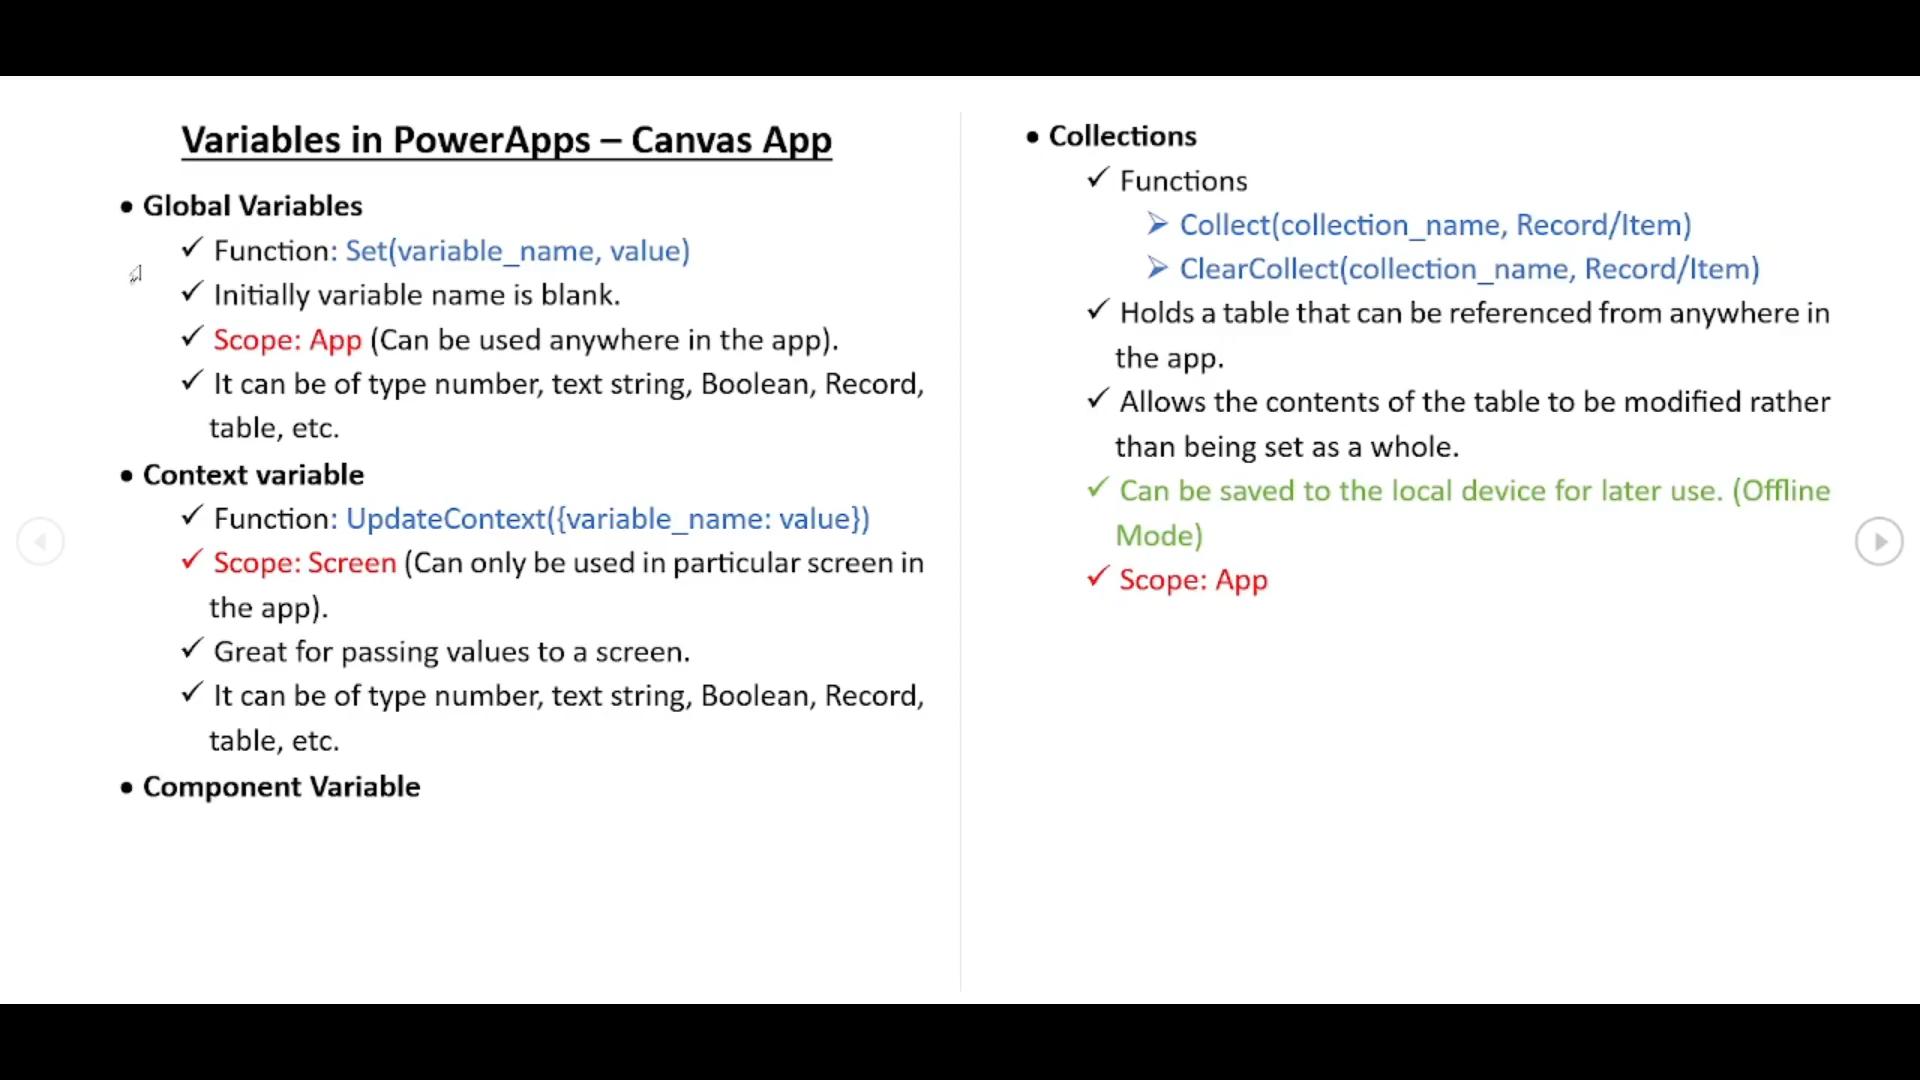 Variables in PowerApps – Canvas App
• Global Variables
✓ Function: Set(variable_name, value)
✓ Initially variable name is blank.
✓ Scope: App (Can be used anywhere in the app).
✓ It can be of type number, text string, Boolean, Record,
table, etc.
• Context variable
✓ Function: UpdateContext({variable_name: value})
✓ Scope: Screen (Can only be used in particular screen in
the app).
✓ Great for passing values to a screen.
✓ It can be of type number, text string, Boolean, Record,
table, etc.
• Component Variable
• Collections
✓ Functions
➢ Collect(collection_name, Record/Item)
➢ ClearCollect(collection_name, Record/Item)
✓ Holds a table that can be referenced from anywhere in
the app.
✓ Allows the contents of the table to be modified rather
than being set as a whole.
✓ Can be saved to the local device for later use. (Offline
Mode)
✓ Scope: App